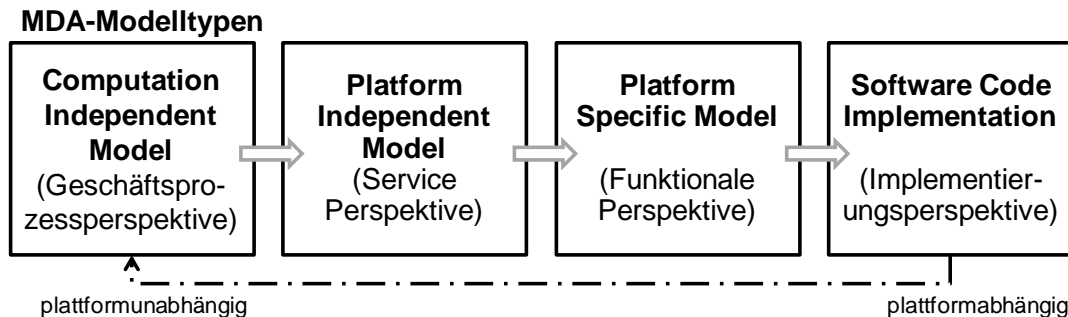 MDA-Modelltypen
Computation
Independent
Model
(Geschäftspro-
zessperspektive)
Platform
Independent
Model
(Service
Perspektive)
Platform
Specific Model
(Funktionale
Perspektive)
Software Code
Implementation
(Implementier-
ungsperspektive)
plattformunabhängig
plattformabhängig